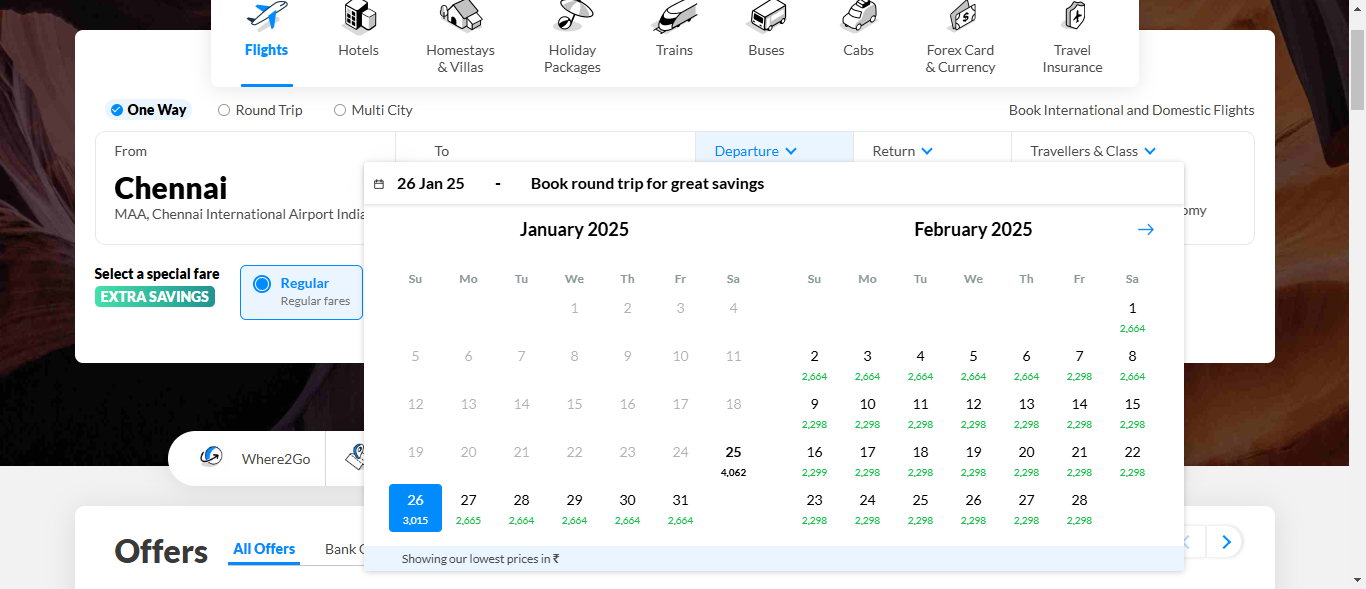 Flights
Hotels
Homestays
& Villas
Holiday
Packages
Trains
Buses
Cabs
Forex Card
& Currency
Travel
Insurance
One Way Round Trip Multi City Book International and Domestic Flights
From To Departure Return Travellers & Class
Chennai
MAA, Chennai International Airport India
26 Jan 25 - Book round trip for great savings
January 2025 February 2025
Su Mo Tu We Th Fr Sa Su Mo Tu We Th Fr Sa
1 2 3 4 1
2,664
5 6 7 8 9 10 11 2 3 4 5 6 7 8
2,664 2,664 2,664 2,664 2,664 2,298 2,664
12 13 14 15 16 17 18 9 10 11 12 13 14 15
2,298 2,298 2,298 2,298 2,298 2,298 2,298
19 20 21 22 23 24 25 16 17 18 19 20 21 22
4,062 2,299 2,298 2,298 2,298 2,298 2,298 2,298
26 27 28 29 30 31 23 24 25 26 27 28
3,015 2,665 2,664 2,664 2,664 2,664 2,298 2,298 2,298 2,298 2,298 2,298
Showing our lowest prices in ₹
Select a special fare
EXTRA SAVINGS
Regular
Regular fares
Where2Go
Offers All Offers Bank